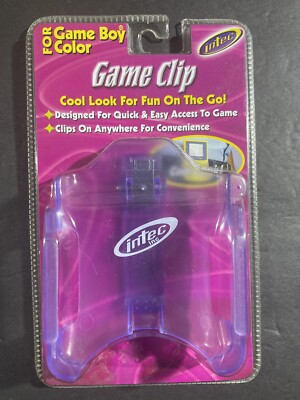 FOR Game Boy® Color
intec
Game Clip
Cool Look For Fun On The Go!
Designed For Quick & Easy Access To Game
Clips On Anywhere For Convenience
intec
INC